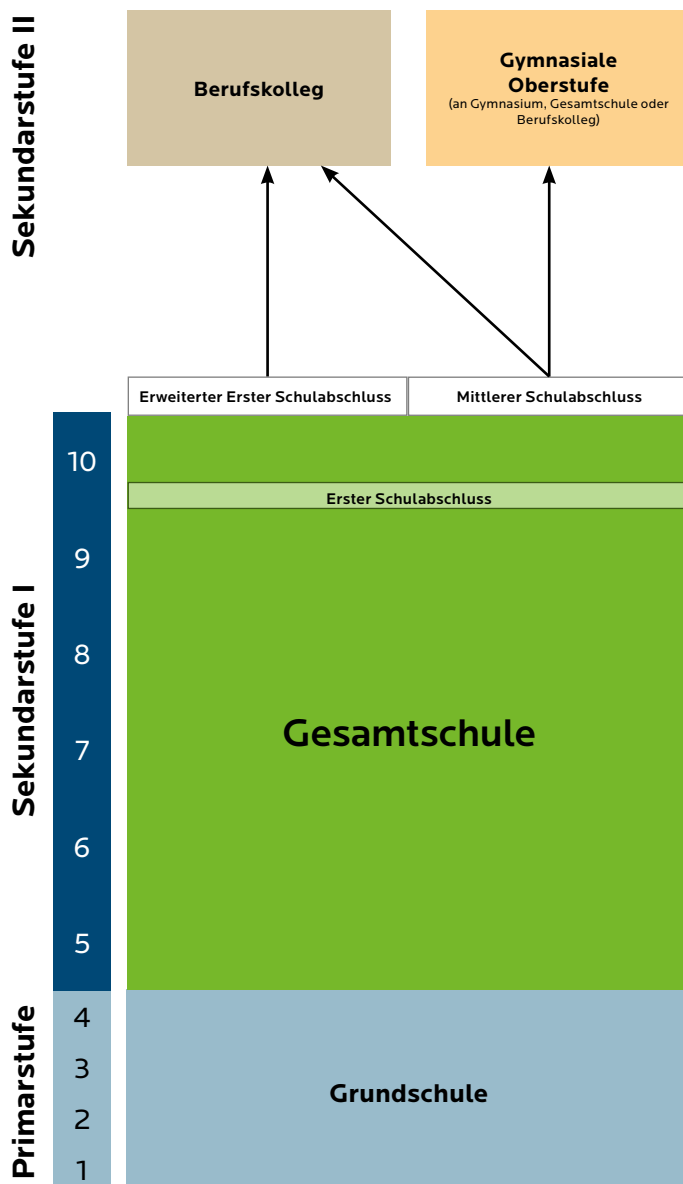 Sekundarstufe II
Berufskolleg
Gymnasiale
Oberstufe
(an Gymnasium, Gesamtschule oder
Berufskolleg)
Erweiterter Erster Schulabschluss
Mittlerer Schulabschluss
Sekundarstufe I
10
Erster Schulabschluss
9
8
7
Gesamtschule
6
5
Primarstufe
4
3
Grundschule
2
1